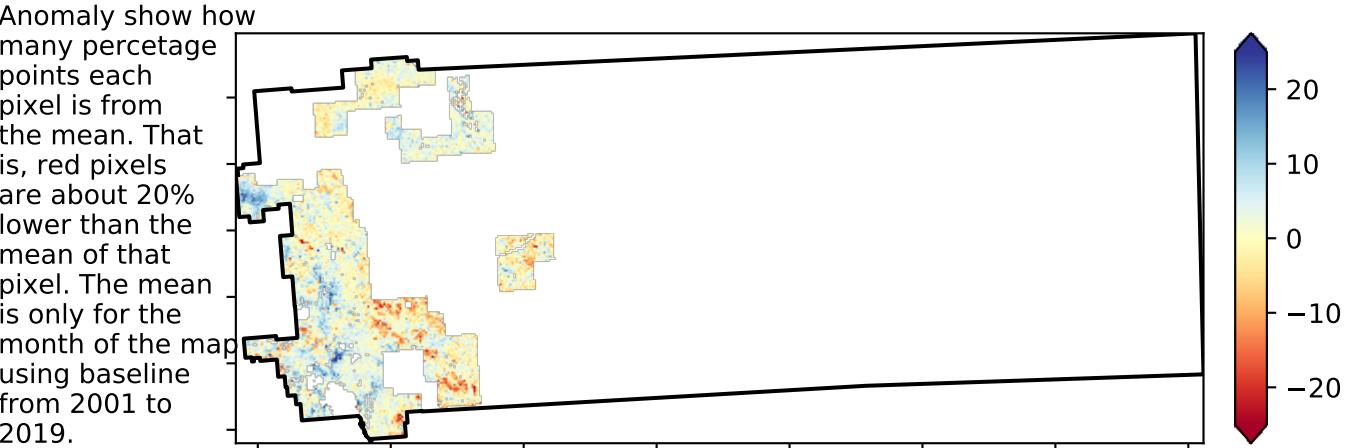 Anomaly show how
many percetage
points each
pixel is from
the mean. That
is, red pixels
are about 20%
lower than the
mean of that
pixel. The mean
is only for the
month of the map
using baseline
from 2001 to
2019.
20
10
0
−10
−20